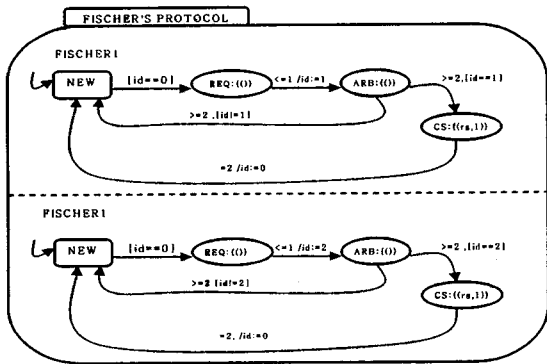 FISCHER'S PROTOCOL
FISCHER1
NEW
[id==0]
REQ:(())
<=1 /id:=1
ARB:(())
>=2,[id==1]
>=2 ,[id!=1]
CS:((rs,1))
=2 /id:=0
FISCHER1
NEW
[id==0]
REQ:(())
<=1 /id:=2
ARB:(())
>=2 ,[id==2]
>=2 [id!=2]
CS:((rs,1))
=2, /id:=0